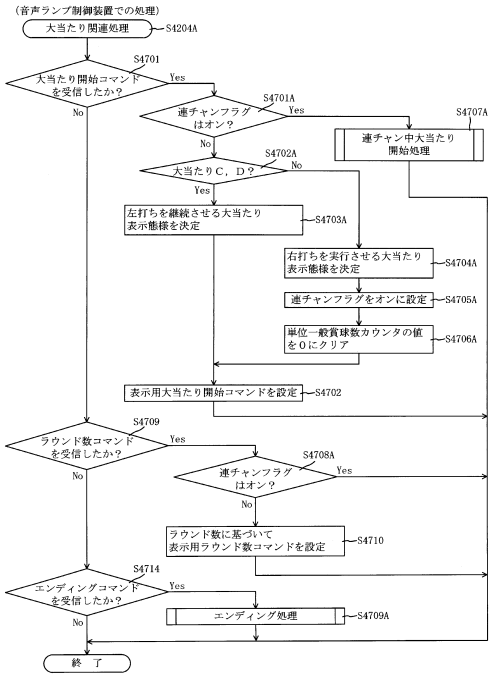 (音声ランプ制御装置での処理)
大当たり関連処理
S4204A
S4701
大当たり開始コマンド
を受信したか?
Yes
No
S4701A
連チャンフラグ
はオン?
Yes
No
S4707A
連チャン中大当たり
開始処理
S4702A
大当たりC,D?
No
Yes
左打ちを継続させる大当たり
表示態様を決定
S4703A
右打ちを実行させる大当たり
表示態様を決定
S4704A
連チャンフラグをオンに設定
S4705A
単位一般賞球数カウンタの値
を0にクリア
S4706A
表示用大当たり開始コマンドを設定
S4702
S4709
ラウンド数コマンド
を受信したか?
Yes
No
S4708A
連チャンフラグ
はオン?
Yes
No
ラウンド数に基づいて
表示用ラウンド数コマンドを設定
S4710
S4714
エンディングコマンド
を受信したか?
Yes
No
エンディング処理
S4709A
終 了